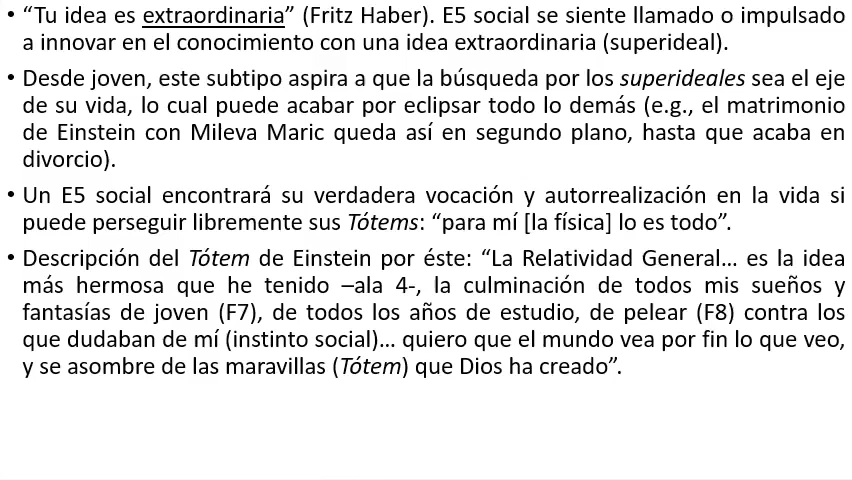 • “Tu idea es extraordinaria” (Fritz Haber). E5 social se siente llamado o impulsado
a innovar en el conocimiento con una idea extraordinaria (superideal).
• Desde joven, este subtipo aspira a que la búsqueda por los superideales sea el eje
de su vida, lo cual puede acabar por eclipsar todo lo demás (e.g., el matrimonio
de Einstein con Mileva Maric queda así en segundo plano, hasta que acaba en
divorcio).
• Un E5 social encontrará su verdadera vocación y autorrealización en la vida si
puede perseguir libremente sus Tótems: “para mí [la física] lo es todo”.
• Descripción del Tótem de Einstein por éste: “La Relatividad General... es la idea
más hermosa que he tenido –ala 4-, la culminación de todos mis sueños y
fantasías de joven (F7), de todos los años de estudio, de pelear (F8) contra los
que dudaban de mí (instinto social)... quiero que el mundo vea por fin lo que veo,
y se asombre de las maravillas (Tótem) que Dios ha creado”.